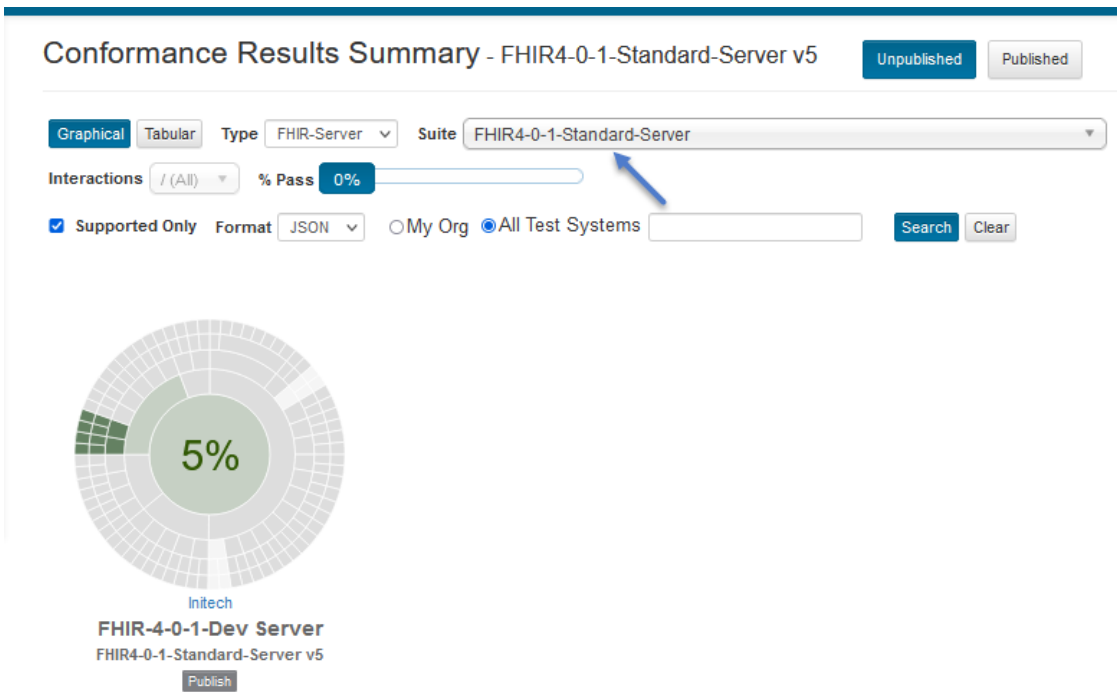 Conformance Results Summary - FHIR4-0-1-Standard-Server v5 Unpublished Published
Graphical Tabular Type FHIR-Server Suite FHIR4-0-1-Standard-Server
Interactions / (All) % Pass 0%
Supported Only Format JSON My Org All Test Systems Search Clear
5%
Initech
FHIR-4-0-1-Dev Server
FHIR4-0-1-Standard-Server v5
Publish